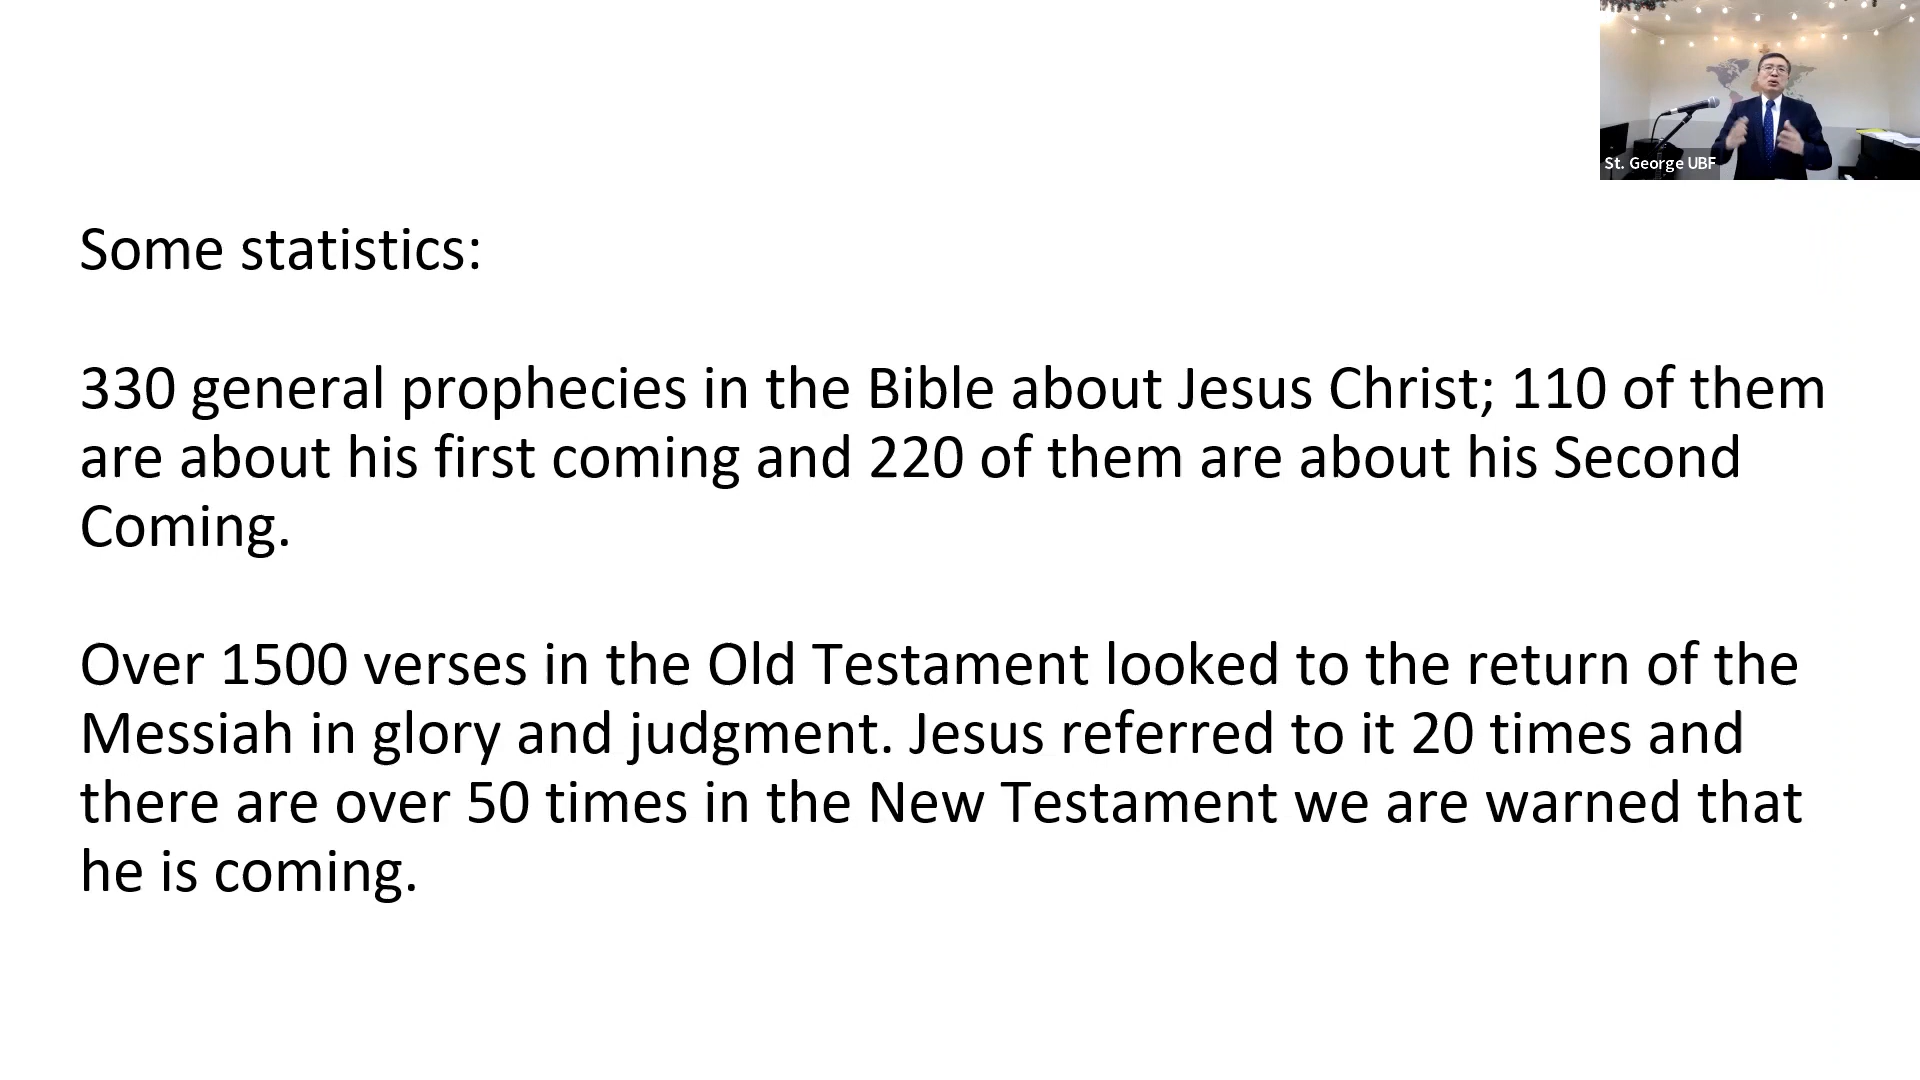 St. George UBF
Some statistics:
330 general prophecies in the Bible about Jesus Christ; 110 of them
are about his first coming and 220 of them are about his Second
Coming.
Over 1500 verses in the Old Testament looked to the return of the
Messiah in glory and judgment. Jesus referred to it 20 times and
there are over 50 times in the New Testament we are warned that
he is coming.